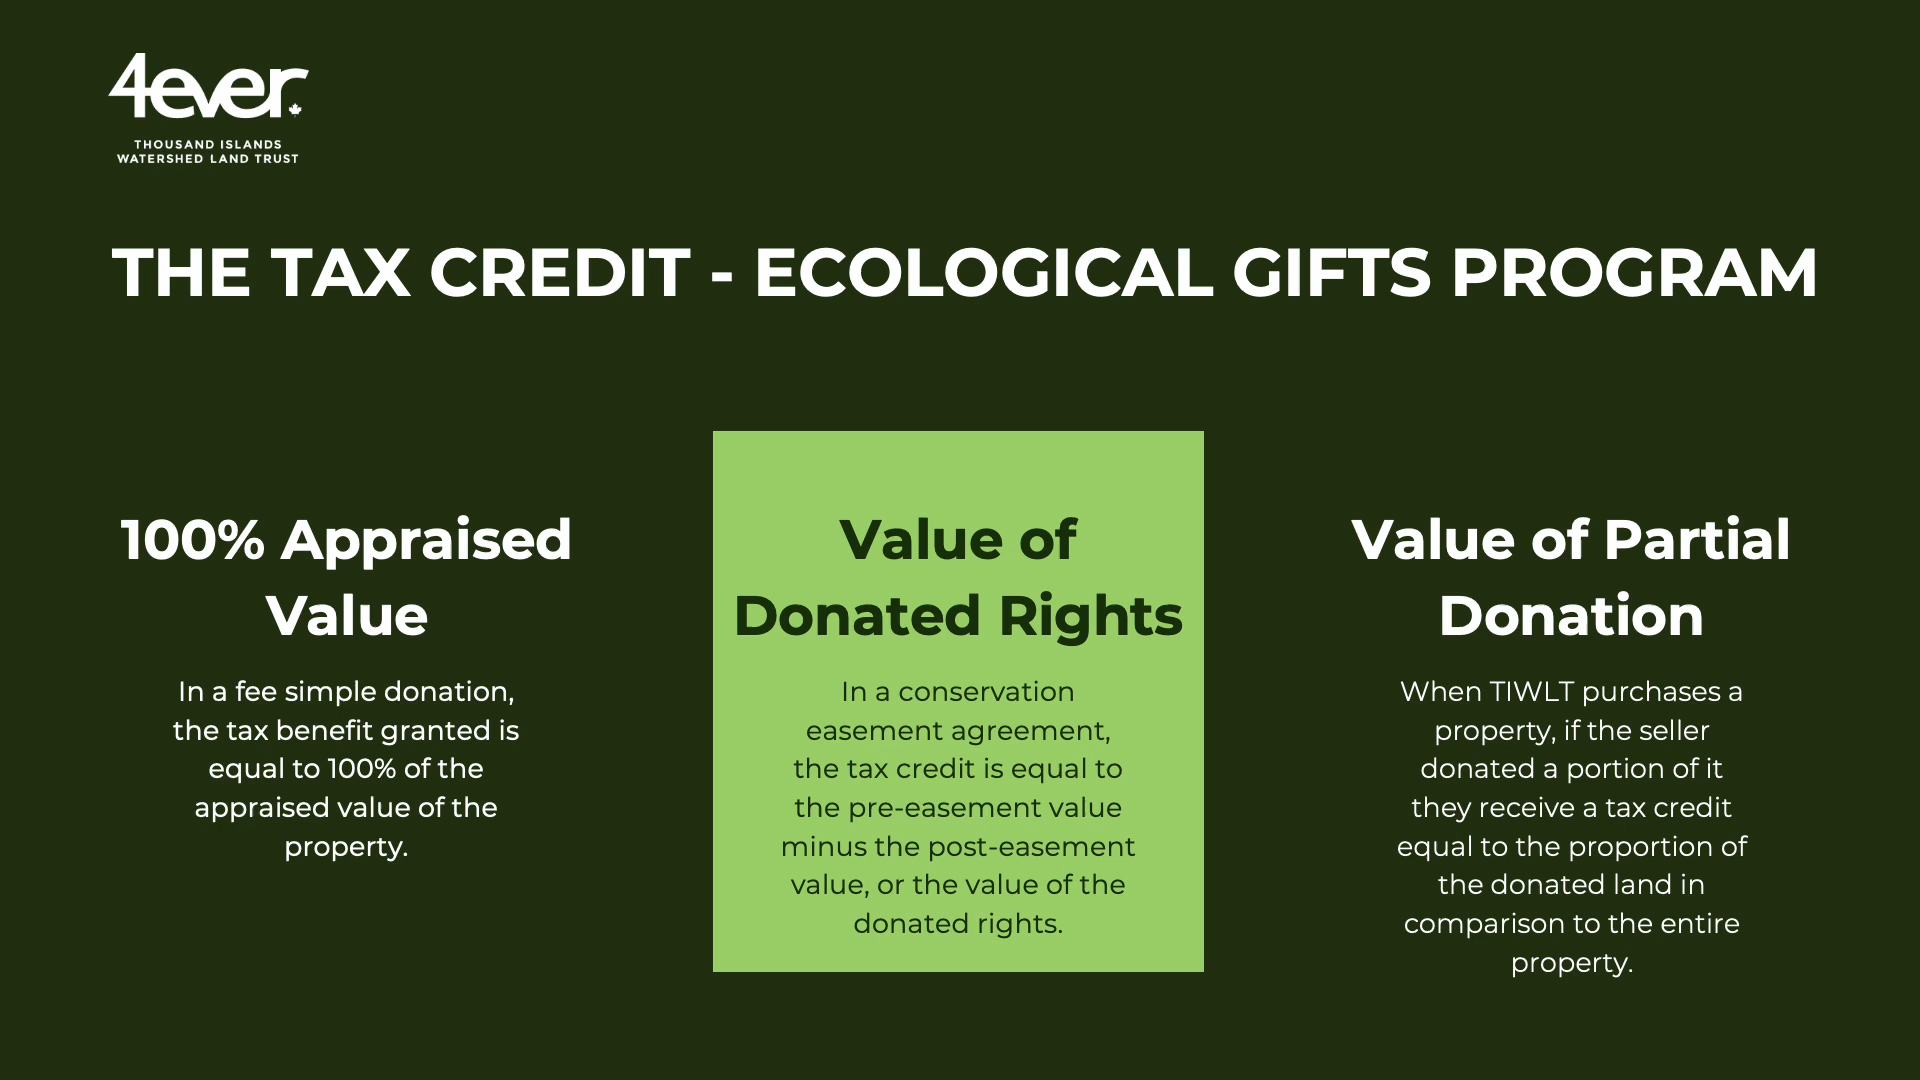 4ever.
THOUSAND ISLANDS
WATERSHED LAND TRUST
THE TAX CREDIT - ECOLOGICAL GIFTS PROGRAM
100% Appraised
Value
In a fee simple donation,
the tax benefit granted is
equal to 100% of the
appraised value of the
property.
Value of
Donated Rights
In a conservation
easement agreement,
the tax credit is equal to
the pre-easement value
minus the post-easement
value, or the value of the
donated rights.
Value of Partial
Donation
When TIWLT purchases a
property, if the seller
donated a portion of it
they receive a tax credit
equal to the proportion of
the donated land in
comparison to the entire
property.